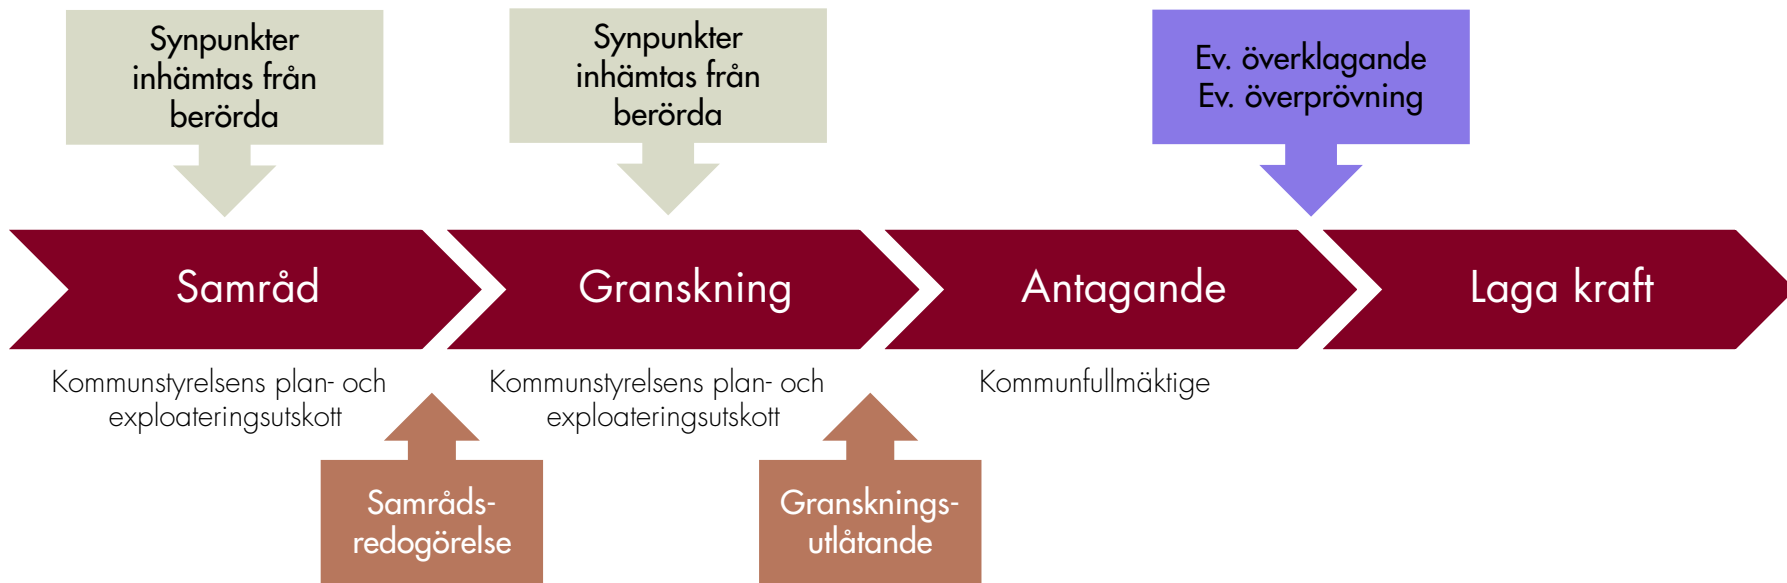 Synpunkter
inhämtas från
berörda
Synpunkter
inhämtas från
berörda
Ev. överklagande
Ev. överprövning
Samråd
Granskning
Antagande
Laga kraft
Kommunstyrelsens plan- och
exploateringsutskott
Kommunstyrelsens plan- och
exploateringsutskott
Kommunfullmäktige
Samråds-
redogörelse
Gransknings-
utlåtande